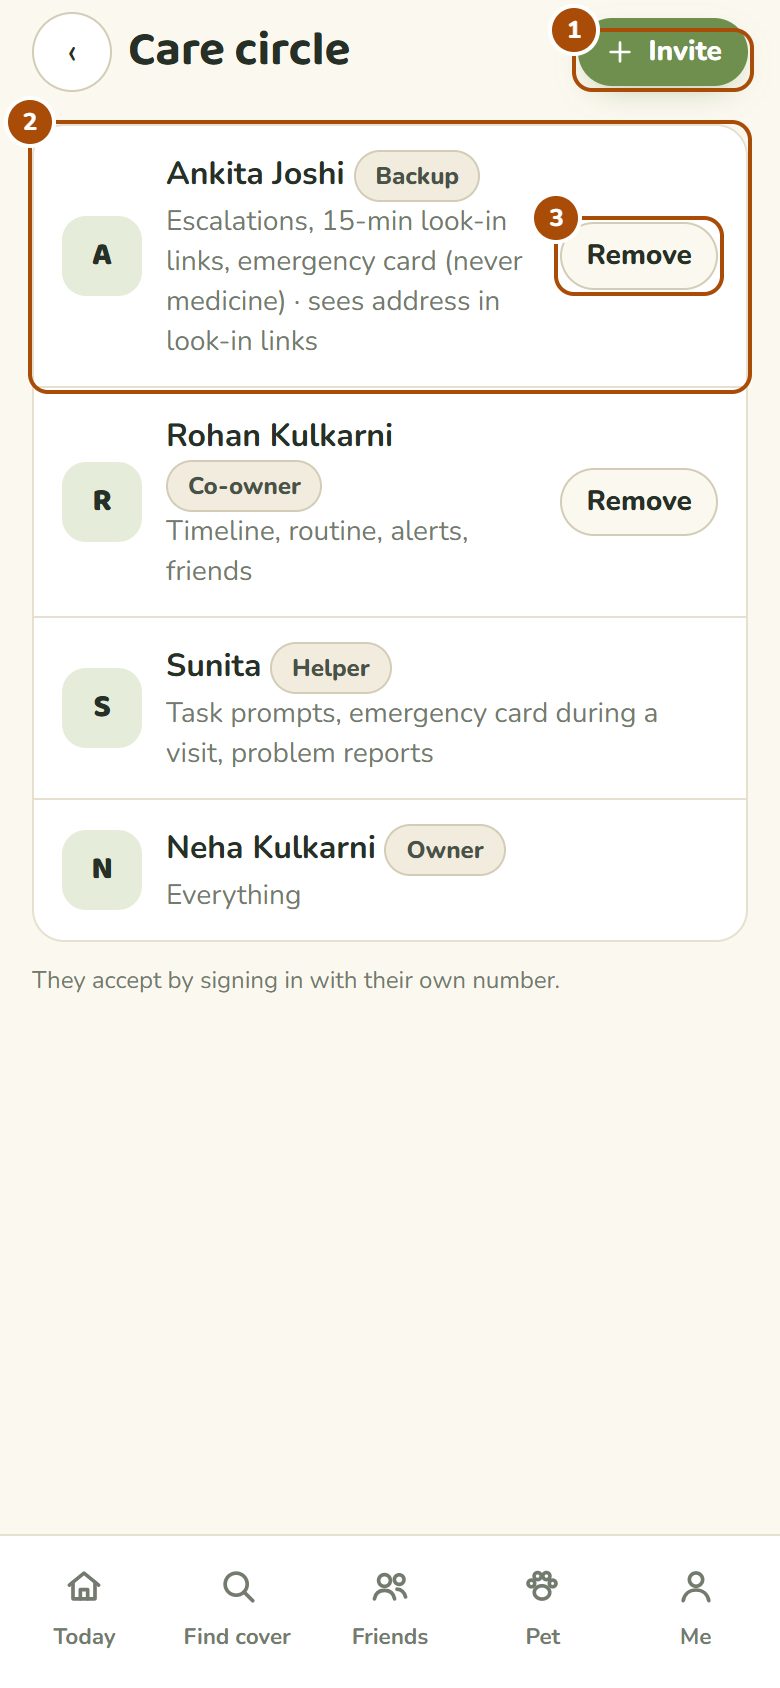 ‹ Care circle
1
+ Invite
2
A
Ankita Joshi Backup
Escalations, 15-min look-in
links, emergency card (never
medicine) · sees address in
look-in links
3
Remove
R
Rohan Kulkarni
Co-owner
Timeline, routine, alerts,
friends
Remove
S
Sunita Helper
Task prompts, emergency card during a
visit, problem reports
N
Neha Kulkarni Owner
Everything
They accept by signing in with their own number.
Today Find cover Friends Pet Me